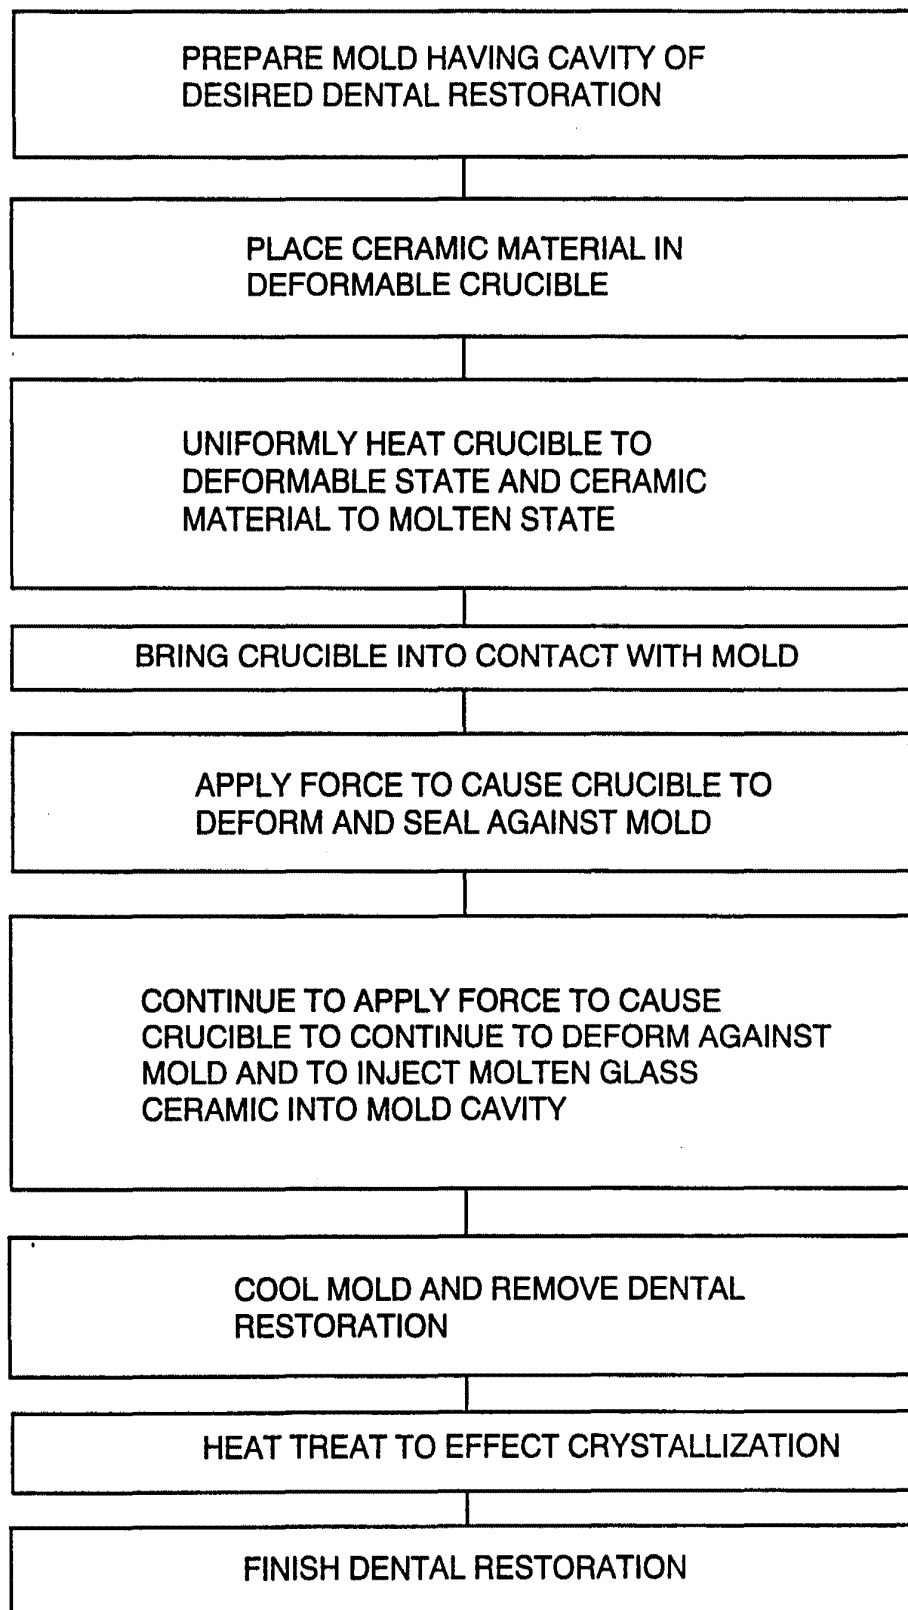 PREPARE MOLD HAVING CAVITY OF
DESIRED DENTAL RESTORATION
PLACE CERAMIC MATERIAL IN
DEFORMABLE CRUCIBLE
UNIFORMLY HEAT CRUCIBLE TO
DEFORMABLE STATE AND CERAMIC
MATERIAL TO MOLTEN STATE
BRING CRUCIBLE INTO CONTACT WITH MOLD
APPLY FORCE TO CAUSE CRUCIBLE TO
DEFORM AND SEAL AGAINST MOLD
CONTINUE TO APPLY FORCE TO CAUSE
CRUCIBLE TO CONTINUE TO DEFORM AGAINST
MOLD AND TO INJECT MOLTEN GLASS
CERAMIC INTO MOLD CAVITY
COOL MOLD AND REMOVE DENTAL
RESTORATION
HEAT TREAT TO EFFECT CRYSTALLIZATION
FINISH DENTAL RESTORATION